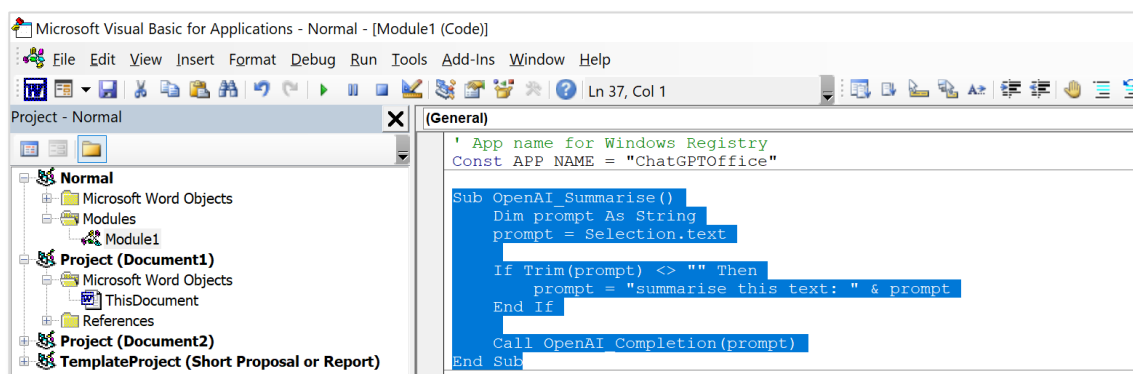 Microsoft Visual Basic for Applications - Normal - [Module1 (Code)]
File Edit View Insert Format Debug Run Tools Add-Ins Window Help
Ln 37, Col 1
Project - Normal
(General)
Normal
Microsoft Word Objects
Modules
Module1
Project (Document1)
Microsoft Word Objects
ThisDocument
References
Project (Document2)
TemplateProject (Short Proposal or Report)
' App name for Windows Registry
Const APP_NAME = "ChatGPTOffice"
Sub OpenAI_Summarise()
Dim prompt As String
prompt = Selection.text
If Trim(prompt) <> "" Then
prompt = "summarise this text: " & prompt
End If
Call OpenAI_Completion(prompt)
End Sub